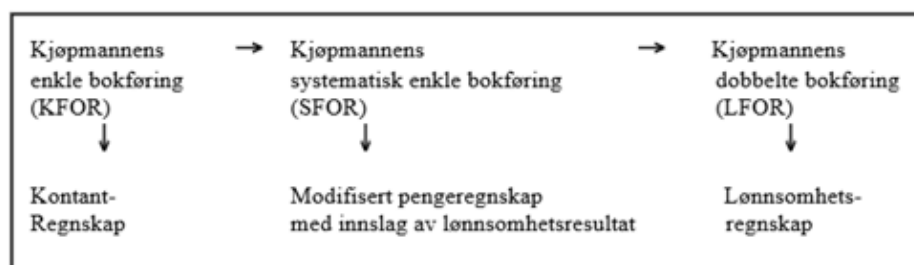 Kjøpmannens → Kjøpmannens → Kjøpmannens
enkle bokføring systematisk enkle bokføring dobbelte bokføring
(KFOR) (SFOR) (LFOR)
↓ ↓ ↓
Kontant- Modifisert pengeregnskap Lønnsomhets-
Regnskap med innslag av lønnsomhetsresultat regnskap